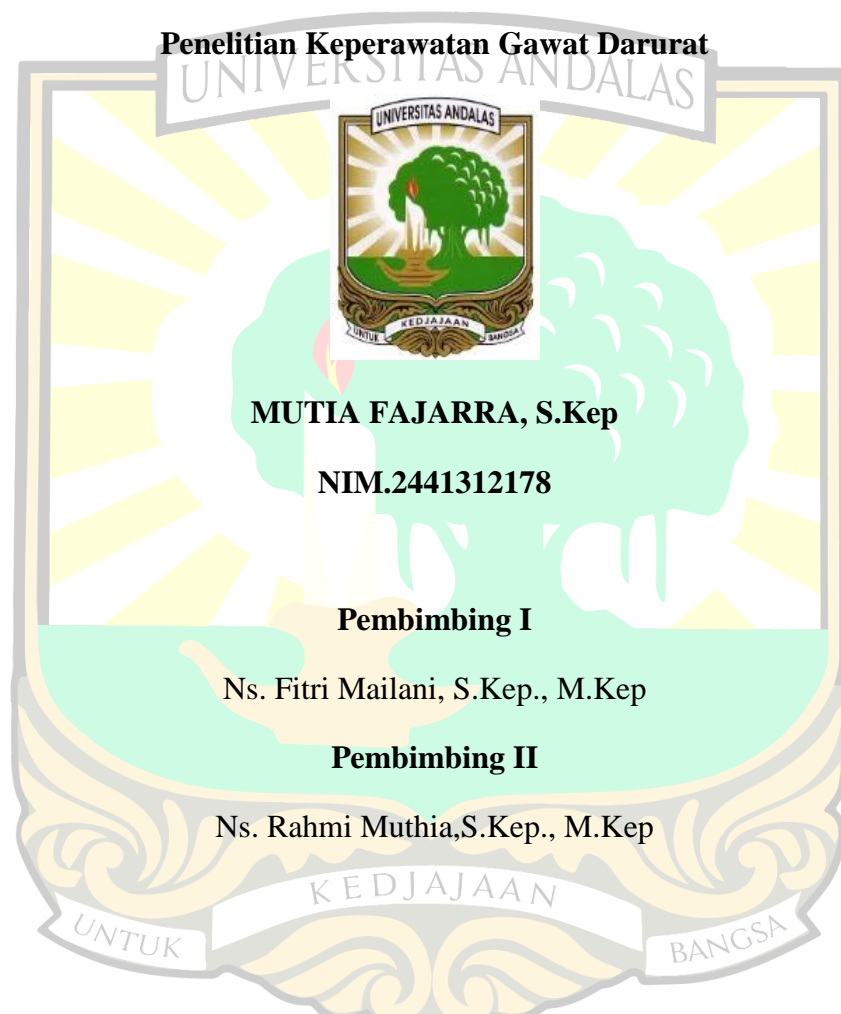 Penelitian Keperawatan Gawat Darurat
UNIVERSITAS ANDALAS
UNIVERSITAS ANDALAS
UNTUK KEDJAJAAN BANGSA
MUTIA FAJARRA, S.Kep
NIM.2441312178
Pembimbing I
Ns. Fitri Mailani, S.Kep., M.Kep
Pembimbing II
Ns. Rahmi Muthia,S.Kep., M.Kep
UNTUK KEDJAJAAN BANGSA